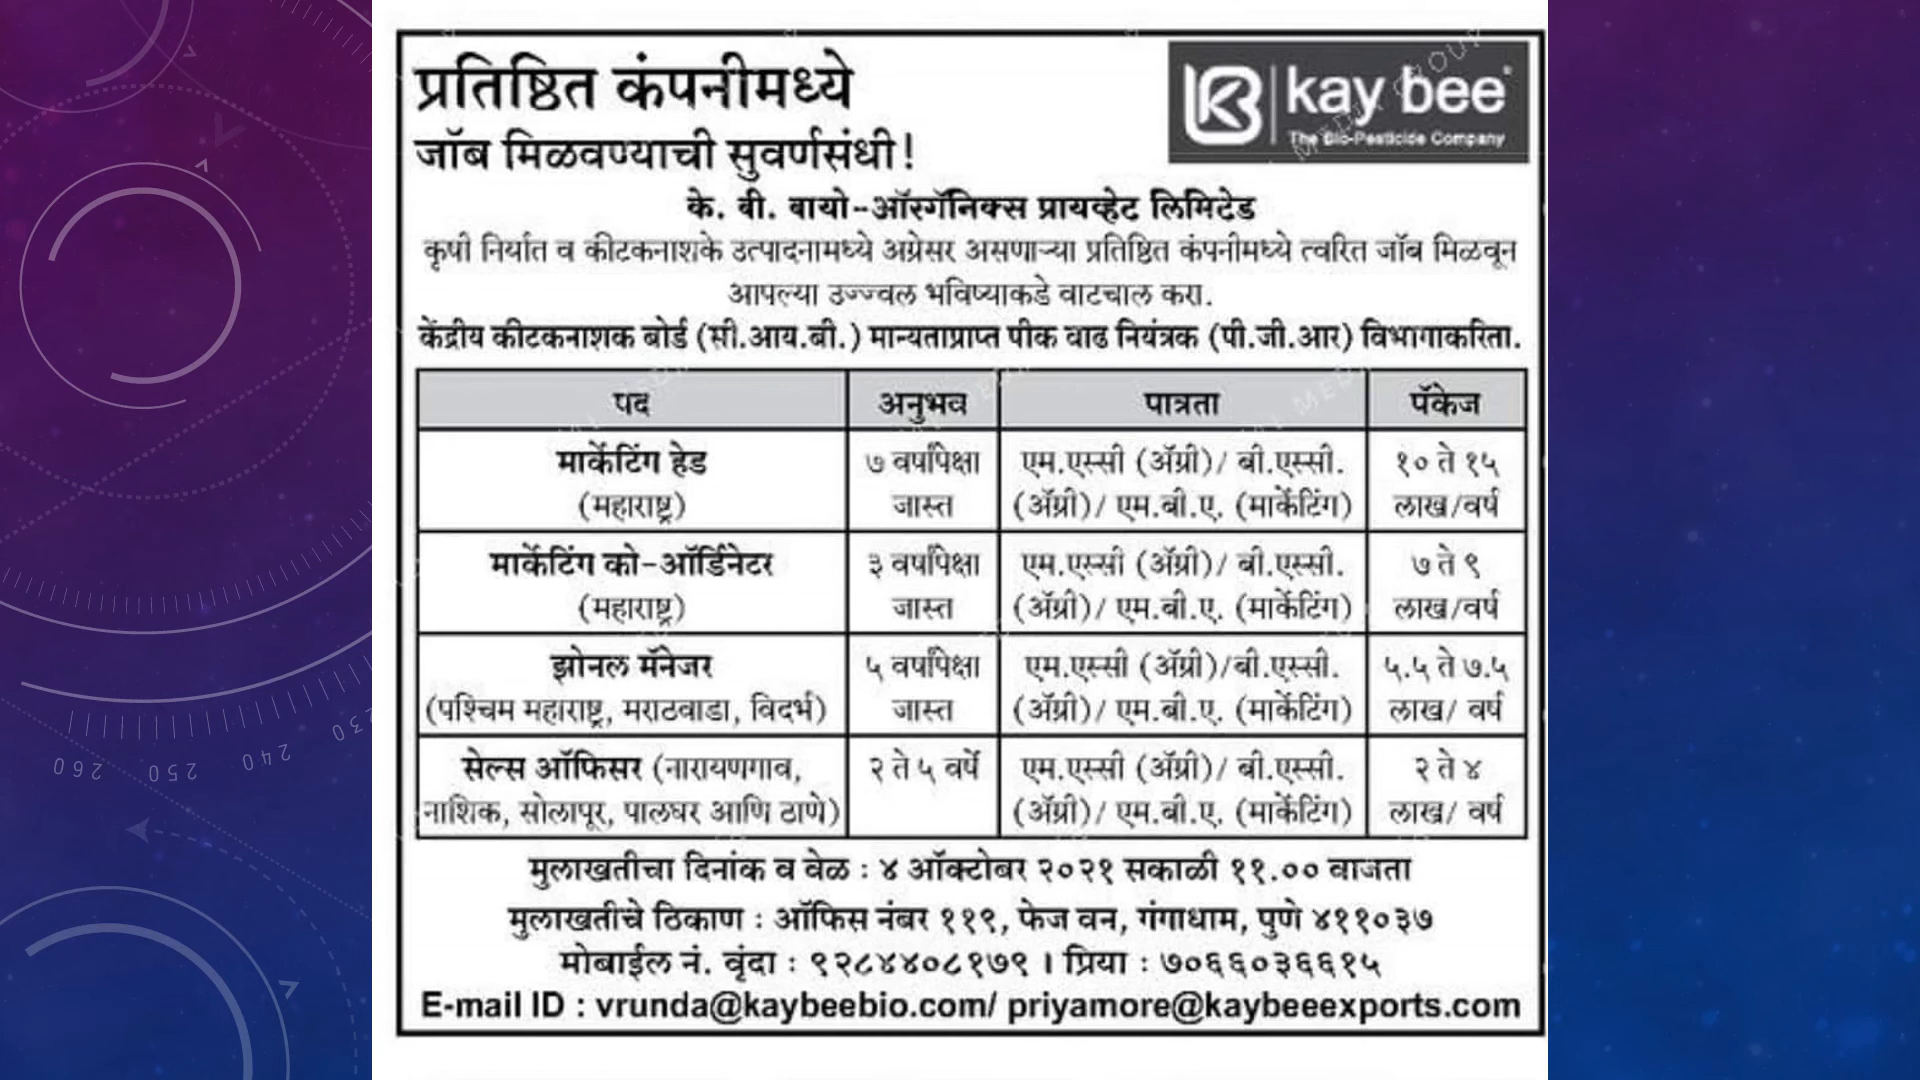 प्रतिष्ठित कंपनीमध्ये
जॉब मिळवण्याची सुवर्णसंधी!
kay bee
The Bio-Pesticide Company
के. बी. बायो-ऑरगॅनिक्स प्रायव्हेट लिमिटेड
कृषी निर्यात व कीटकनाशके उत्पादनामध्ये अग्रेसर असणाऱ्या प्रतिष्ठित कंपनीमध्ये त्वरित जॉब मिळवून
आपल्या उज्ज्वल भविष्याकडे वाटचाल करा.
केंद्रीय कीटकनाशक बोर्ड (सी.आय.बी.) मान्यताप्राप्त पीक वाढ नियंत्रक (पी.जी.आर) विभागाकरिता.
पद अनुभव पात्रता पॅकेज
मार्केटिंग हेड ७ वर्षांपेक्षा एम.एस्सी (ॲग्री)/ बी.एस्सी. १० ते १५
(महाराष्ट्र) जास्त (ॲग्री)/ एम.बी.ए. (मार्केटिंग) लाख/वर्ष
मार्केटिंग को-ऑर्डिनेटर ३ वर्षांपेक्षा एम.एस्सी (ॲग्री)/ बी.एस्सी. ७ ते ९
(महाराष्ट्र) जास्त (ॲग्री)/ एम.बी.ए. (मार्केटिंग) लाख/वर्ष
झोनल मॅनेजर ५ वर्षांपेक्षा एम.एस्सी (ॲग्री)/बी.एस्सी. ५.५ ते ७.५
(पश्चिम महाराष्ट्र, मराठवाडा, विदर्भ) जास्त (ॲग्री)/ एम.बी.ए. (मार्केटिंग) लाख/ वर्ष
सेल्स ऑफिसर (नारायणगाव, २ ते ५ वर्षे एम.एस्सी (ॲग्री)/ बी.एस्सी. २ ते ४
नाशिक, सोलापूर, पालघर आणि ठाणे) (ॲग्री)/ एम.बी.ए. (मार्केटिंग) लाख/ वर्ष
मुलाखतीचा दिनांक व वेळ : ४ ऑक्टोबर २०२१ सकाळी ११.०० वाजता
मुलाखतीचे ठिकाण : ऑफिस नंबर ११९, फेज वन, गंगाधाम, पुणे ४११०३७
मोबाईल नं. वृंदा : ९२८४४०८१७९ । प्रिया : ७०६६०३६६१५
E-mail ID : vrunda@kaybeebio.com/ priyamore@kaybeeexports.com
260 250 240 230